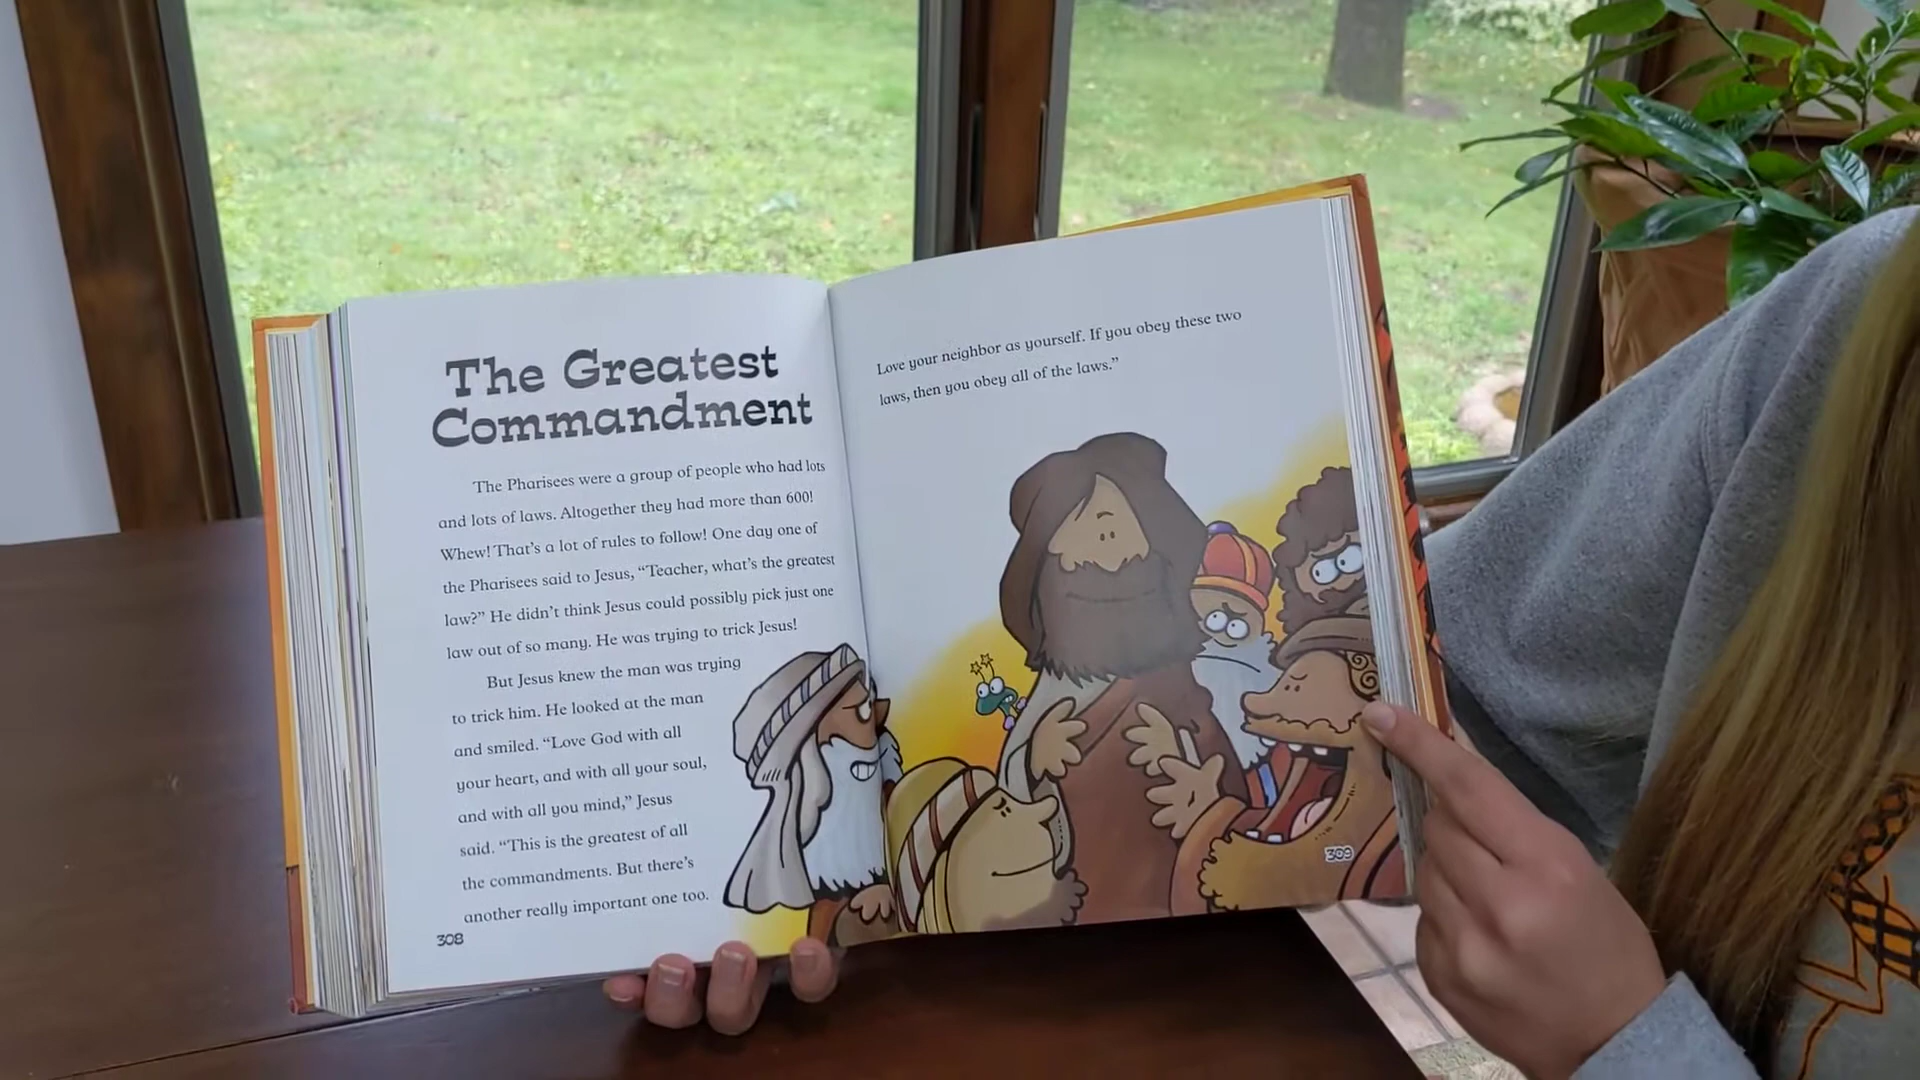 The Greatest
Commandment
The Pharisees were a group of people who had lots
and lots of laws. Altogether they had more than 600!
Whew! That's a lot of rules to follow! One day one of
the Pharisees said to Jesus, “Teacher, what's the greatest
law?” He didn't think Jesus could possibly pick just one
law out of so many. He was trying to trick Jesus!
But Jesus knew the man was trying
to trick him. He looked at the man
and smiled. “Love God with all
your heart, and with all your soul,
and with all you mind,” Jesus
said. “This is the greatest of all
the commandments. But there's
another really important one too.
308
Love your neighbor as yourself. If you obey these two
laws, then you obey all of the laws.”
309